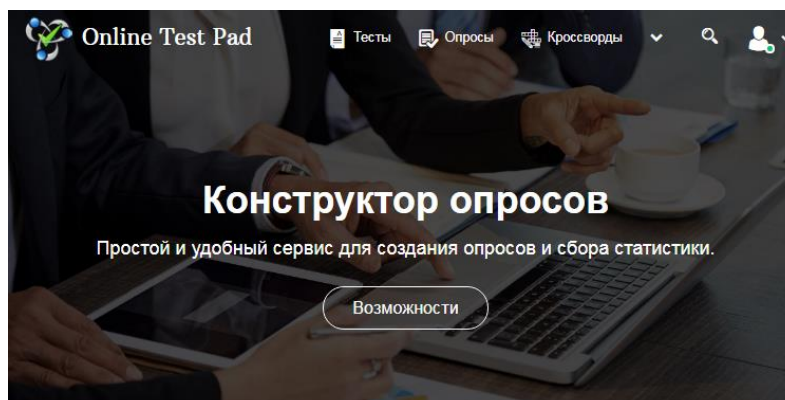 Online Test Pad
Тесты
Опросы
Кроссворды
Конструктор опросов
Простой и удобный сервис для создания опросов и сбора статистики.
Возможности